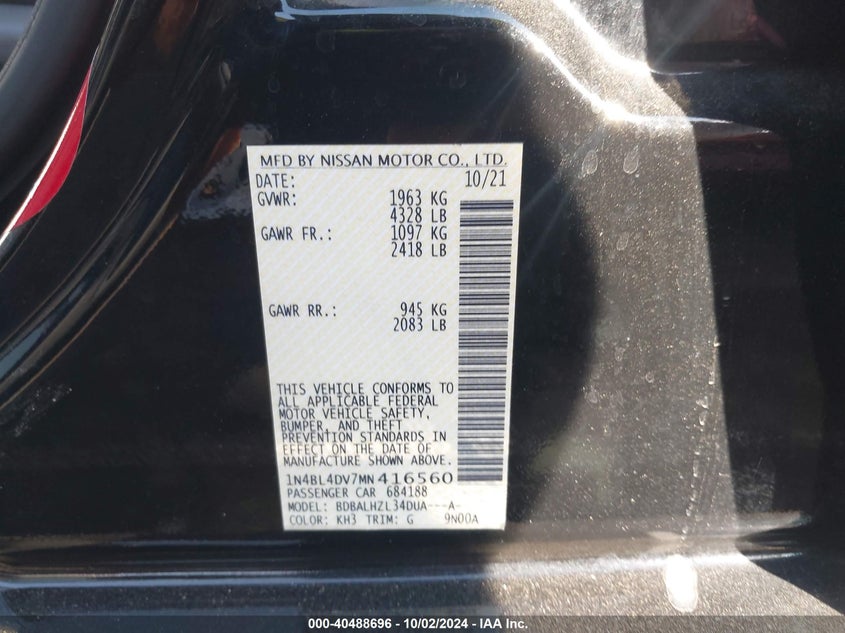 MFD BY NISSAN MOTOR CO., LTD.
DATE: 10/21
GVWR: 1963 KG
4328 LB
GAWR FR.: 1097 KG
2418 LB
GAWR RR.: 945 KG
2083 LB
THIS VEHICLE CONFORMS TO
ALL APPLICABLE FEDERAL
MOTOR VEHICLE SAFETY,
BUMPER, AND THEFT
PREVENTION STANDARDS IN
EFFECT ON THE DATE OF
MANUFACTURE SHOWN ABOVE.
1N4BL4DV7MN416560
PASSENGER CAR 684188
MODEL: BDBALHZL34DUA---A-
COLOR: KH3 TRIM: G 9N00A
000-40488696 - 10/02/2024 - IAA Inc.